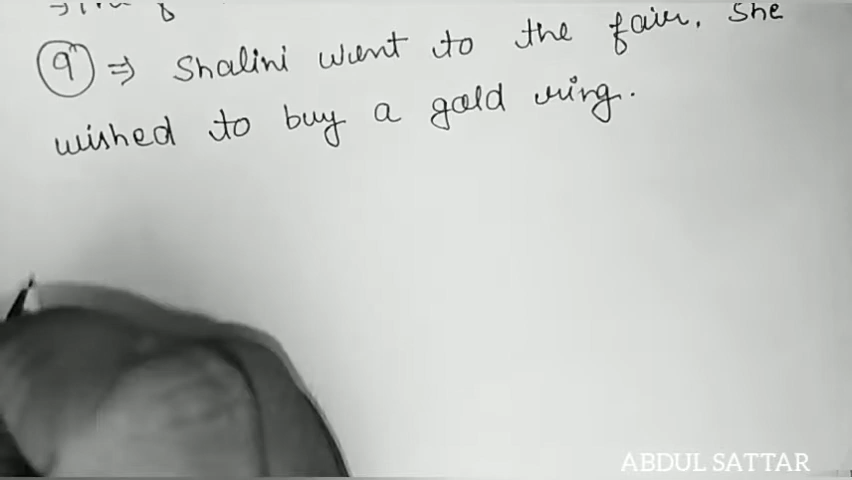 9 ⇒ Shalini went to the fair. She
wished to buy a gold ring.
ABDUL SATTAR